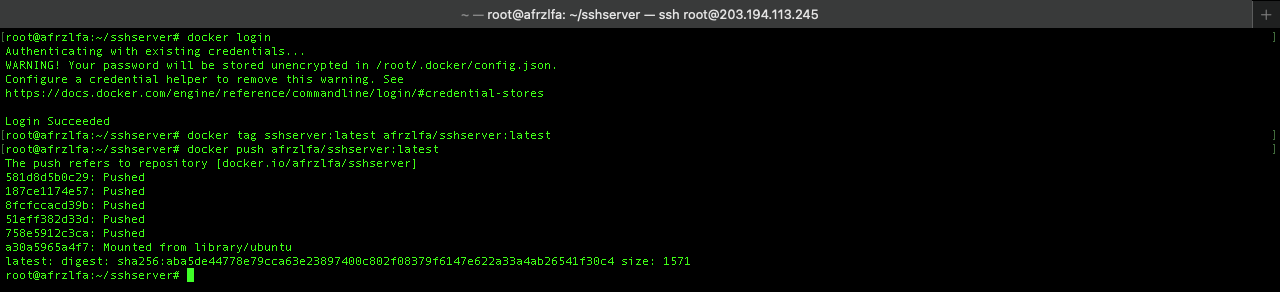 ~ — root@afrzlfa: ~/sshserver — ssh root@203.194.113.245
[root@afrzlfa:~/sshserver# docker login ]
Authenticating with existing credentials...
WARNING! Your password will be stored unencrypted in /root/.docker/config.json.
Configure a credential helper to remove this warning. See
https://docs.docker.com/engine/reference/commandline/login/#credential-stores
Login Succeeded
[root@afrzlfa:~/sshserver# docker tag sshserver:latest afrzlfa/sshserver:latest ]
[root@afrzlfa:~/sshserver# docker push afrzlfa/sshserver:latest ]
The push refers to repository [docker.io/afrzlfa/sshserver]
581d8d5b0c29: Pushed
187ce1174e57: Pushed
8fcfccacd39b: Pushed
51eff382d33d: Pushed
758e5912c3ca: Pushed
a30a5965a4f7: Mounted from library/ubuntu
latest: digest: sha256:aba5de44778e79cca63e23897400c802f08379f6147e622a33a4ab26541f30c4 size: 1571
root@afrzlfa:~/sshserver#